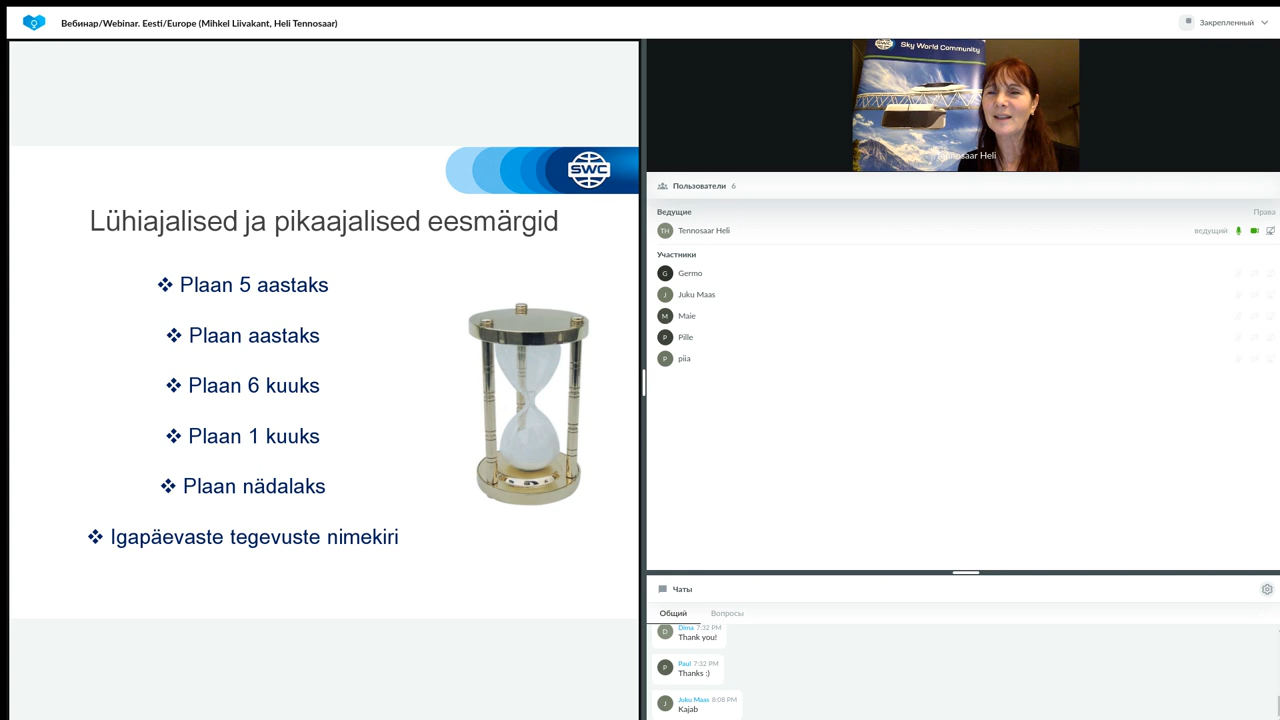 Вебинар/Webinar. Eesti/Europe (Mihkel Liivakant, Heli Tennosaar)
Закрепленный
SWC
Lühiajalised ja pikaajalised eesmärgid
❖ Plaan 5 aastaks
❖ Plaan aastaks
❖ Plaan 6 kuuks
❖ Plaan 1 kuuks
❖ Plaan nädalaks
❖ Igapäevaste tegevuste nimekiri
SWC
Sky World Community
Tennosaar Heli
Пользователи 6
Ведущие Права
TH Tennosaar Heli ведущий
Участники
G Germo
J Juku Maas
M Maie
P Pille
P piia
Чаты
Общий Вопросы
D Dima 7:32 PM
Thank you!
P Paul 7:32 PM
Thanks :)
J Juku Maas 8:08 PM
Kajab